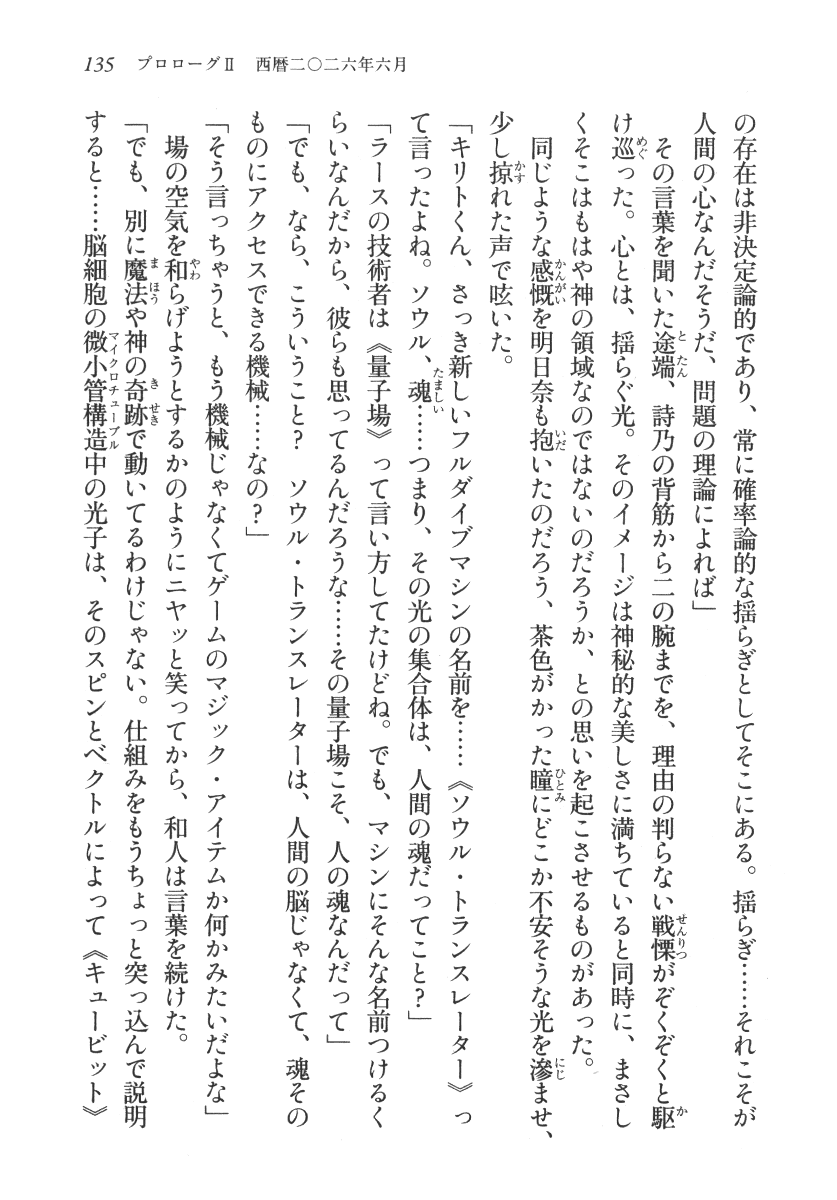 135　プロローグⅡ　西暦二〇二六年六月
の存在は非決定論的であり、常に確率論的な揺らぎとしてそこにある。揺らぎ……それこそが
人間の心なんだそうだ、問題の理論によれば」
　その言葉を聞いた途端、詩乃の背筋から二の腕までを、理由の判らない戦慄がぞくぞくと駆
け巡った。心とは、揺らぐ光。そのイメージは神秘的な美しさに満ちていると同時に、まさし
くそこはもはや神の領域なのではないのだろうか、との思いを起こさせるものがあった。
　同じような感慨を明日奈も抱いたのだろう、茶色がかった瞳にどこか不安そうな光を滲ませ、
少し掠れた声で呟いた。
「キリトくん、さっき新しいフルダイブマシンの名前を……《ソウル・トランスレーター》っ
て言ったよね。ソウル、魂……つまり、その光の集合体は、人間の魂だってこと？」
「ラースの技術者は《量子場》って言い方してたけどね。でも、マシンにそんな名前つけるく
らいなんだから、彼らも思ってるんだろうな……その量子場こそ、人の魂なんだって」
「でも、なら、こういうこと？　ソウル・トランスレーターは、人間の脳じゃなくて、魂その
ものにアクセスできる機械……なの？」
「そう言っちゃうと、もう機械じゃなくてゲームのマジック・アイテムか何かみたいだよな」
　場の空気を和らげようとするかのようにニヤッと笑ってから、和人は言葉を続けた。
「でも、別に魔法や神の奇跡で動いてるわけじゃない。仕組みをもうちょっと突っ込んで説明
すると……脳細胞の微小管構造中の光子は、そのスピンとベクトルによって《キュービット》